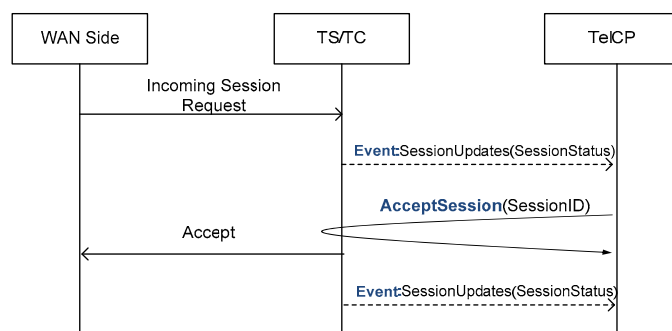 WAN Side
TS/TC
TelCP
Incoming Session
Request
Event:SessionUpdates(SessionStatus)
AcceptSession(SessionID)
Accept
Event:SessionUpdates(SessionStatus)